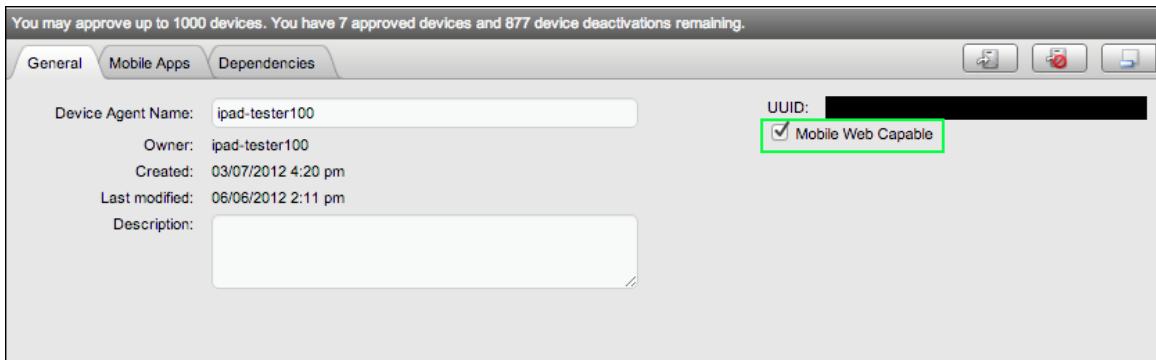 You may approve up to 1000 devices. You have 7 approved devices and 877 device deactivations remaining.
General Mobile Apps Dependencies
Device Agent Name: ipad-tester100
UUID:
Mobile Web Capable
Owner: ipad-tester100
Created: 03/07/2012 4:20 pm
Last modified: 06/06/2012 2:11 pm
Description: